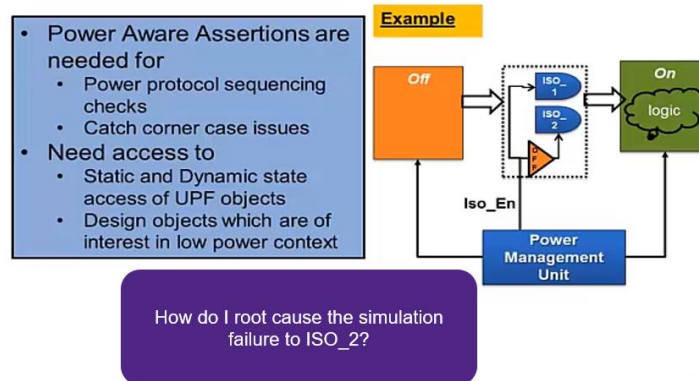 • Power Aware Assertions are
needed for
• Power protocol sequencing
checks
• Catch corner case issues
• Need access to
• Static and Dynamic state
access of UPF objects
• Design objects which are of
interest in low power context
Example
Off
ISO_
1
ISO_
2
On
logic
Iso_En
Power
Management
Unit
How do I root cause the simulation
failure to ISO_2?